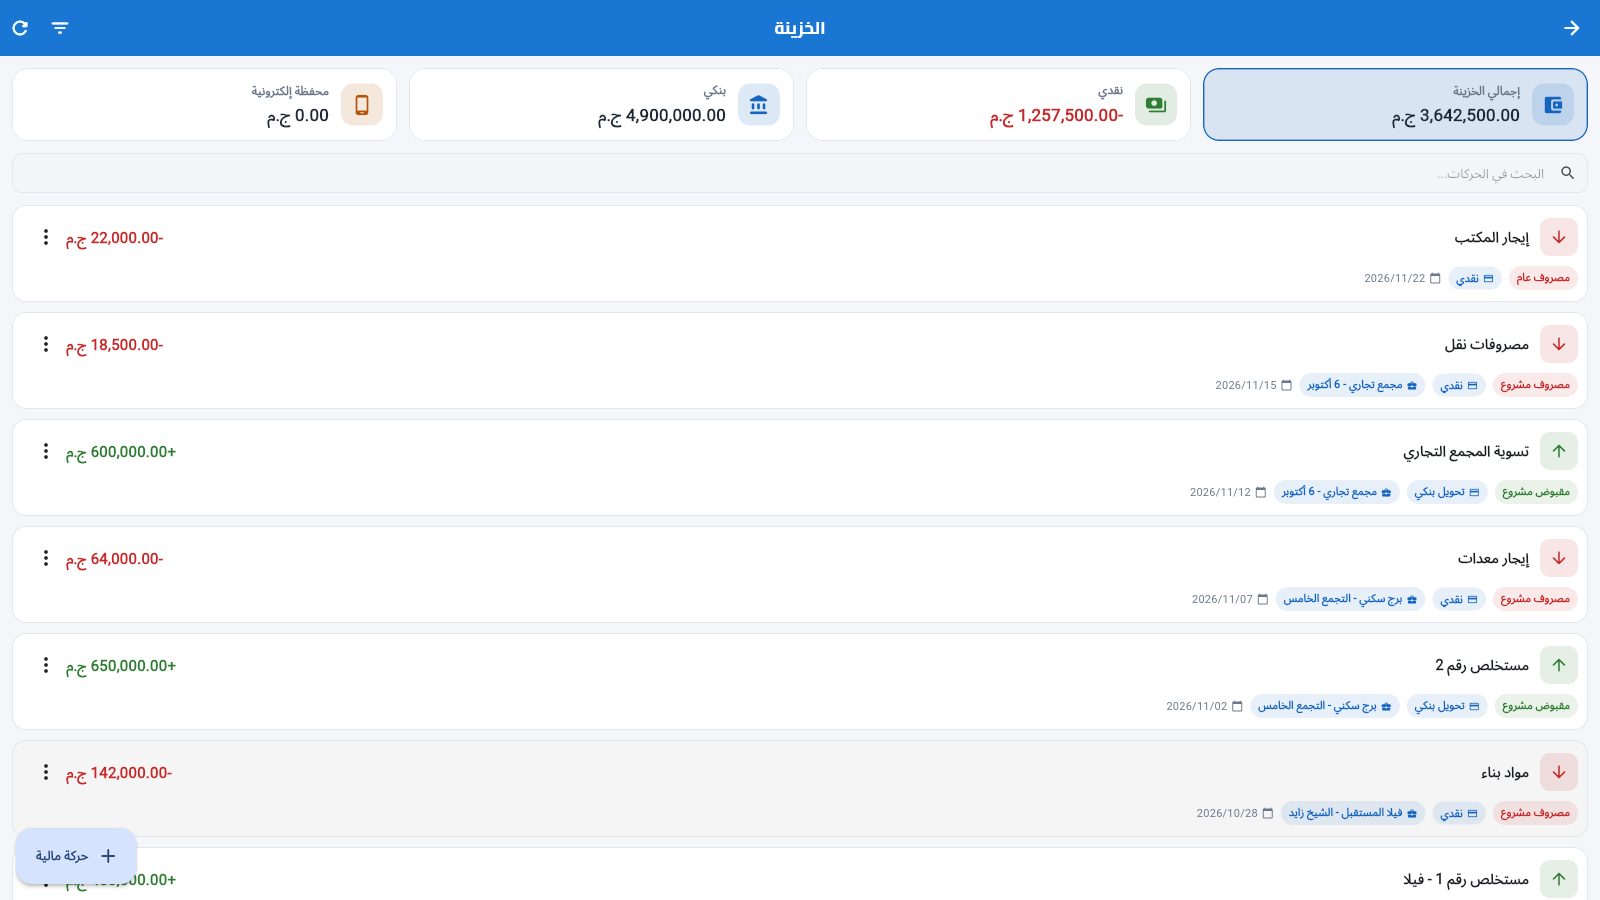 الخزينة
إجمالي الخزينة
3,642,500.00 ج.م
نقدي
-1,257,500.00 ج.م
بنكي
4,900,000.00 ج.م
محفظة إلكترونية
0.00 ج.م
البحث في الحركات...
إيجار المكتب
-22,000.00 ج.م
مصروف عام
نقدي
2026/11/22
مصروفات نقل
-18,500.00 ج.م
مصروف مشروع
نقدي
مجمع تجاري - 6 أكتوبر
2026/11/15
تسوية المجمع التجاري
+600,000.00 ج.م
مقبوض مشروع
تحويل بنكي
مجمع تجاري - 6 أكتوبر
2026/11/12
إيجار معدات
-64,000.00 ج.م
مصروف مشروع
نقدي
برج سكني - التجمع الخامس
2026/11/07
مستخلص رقم 2
+650,000.00 ج.م
مقبوض مشروع
تحويل بنكي
برج سكني - التجمع الخامس
2026/11/02
مواد بناء
-142,000.00 ج.م
مصروف مشروع
نقدي
فيلا المستقبل - الشيخ زايد
2026/10/28
مستخلص رقم 1 - فيلا
حركة مالية